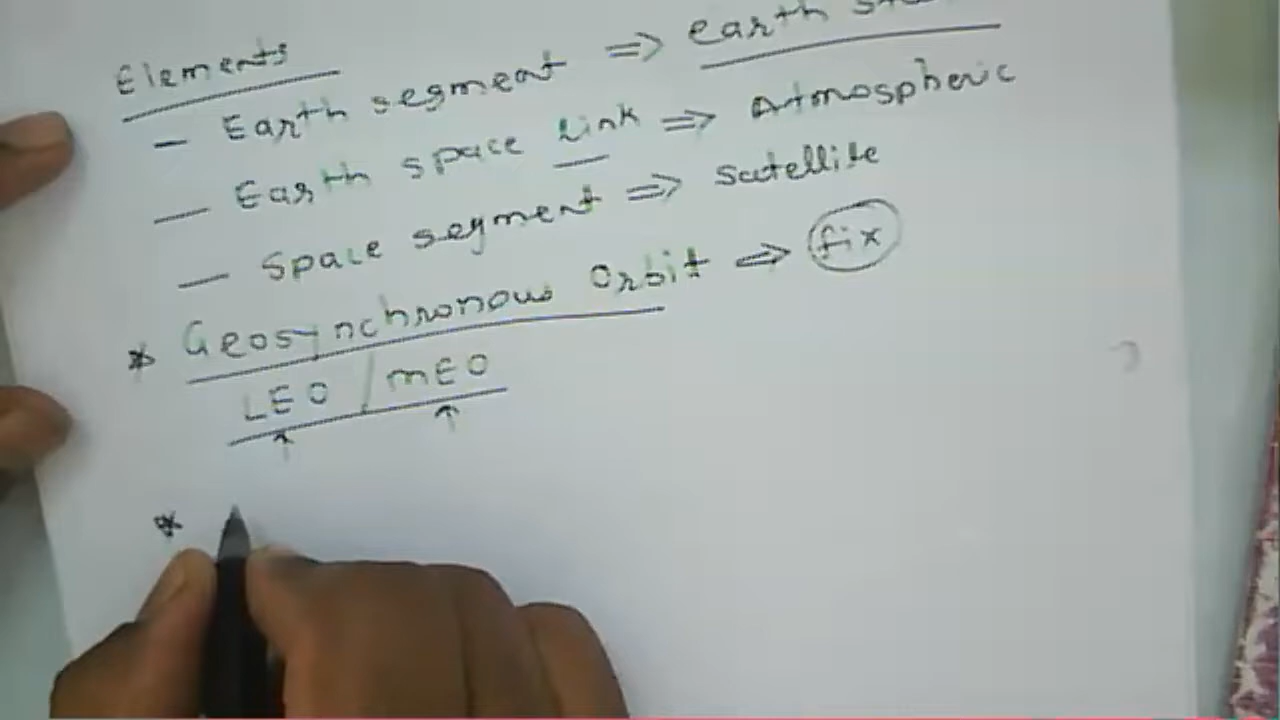 Elements
— Earth segment ⇒ earth
— Earth space Link ⇒ Atmospheric
— Space segment ⇒ Satellite
* Geosynchronous Orbit ⇒ fix
LEO / MEO
↑ ↑
*